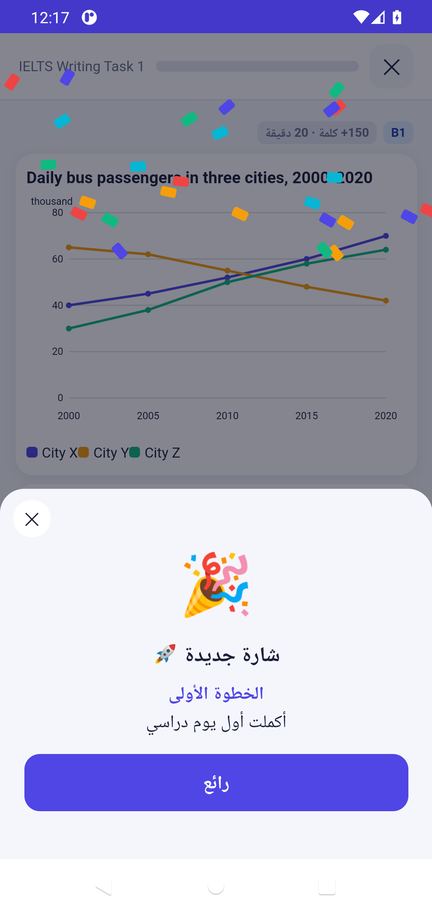 12:17
IELTS Writing Task 1
B1
150+ كلمة · 20 دقيقة
Daily bus passengers in three cities, 2000 2020
thousand
80
60
40
20
0
2000 2005 2010 2015 2020
City X City Y City Z
شارة جديدة 🚀
الخطوة الأولى
أكملت أول يوم دراسي
رائع